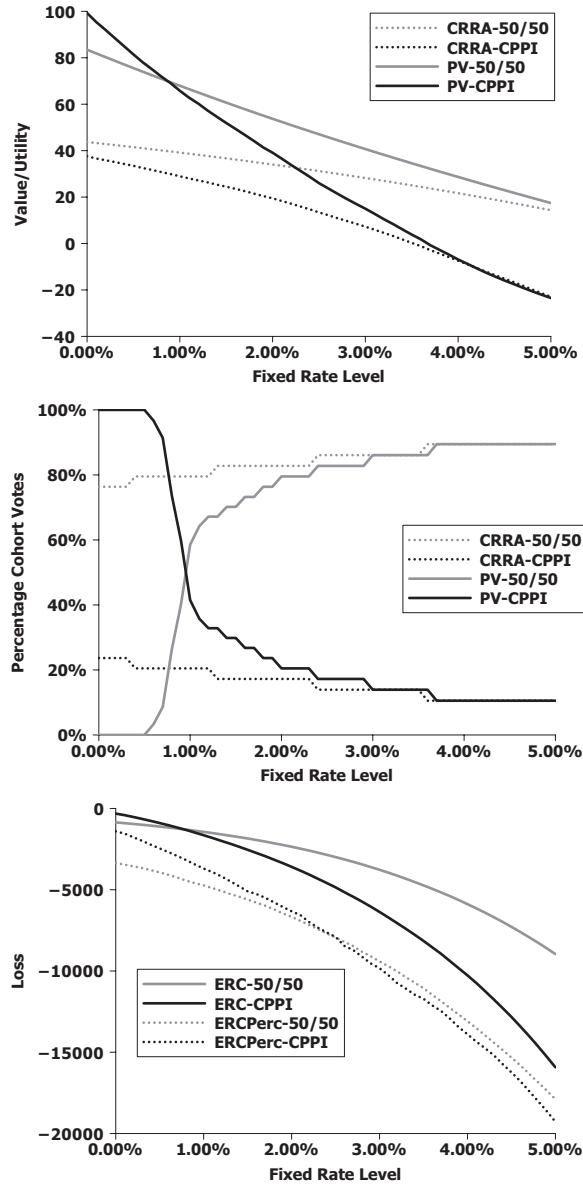 100
80
60
40
20
0
−20
−40
Value/Utility
0.00% 1.00% 2.00% 3.00% 4.00% 5.00%
Fixed Rate Level
CRRA-50/50
CRRA-CPPI
PV-50/50
PV-CPPI
100%
80%
60%
40%
20%
0%
Percentage Cohort Votes
0.00% 1.00% 2.00% 3.00% 4.00% 5.00%
Fixed Rate Level
CRRA-50/50
CRRA-CPPI
PV-50/50
PV-CPPI
0
−5000
−10000
−15000
−20000
Loss
0.00% 1.00% 2.00% 3.00% 4.00% 5.00%
Fixed Rate Level
ERC-50/50
ERC-CPPI
ERCPerc-50/50
ERCPerc-CPPI